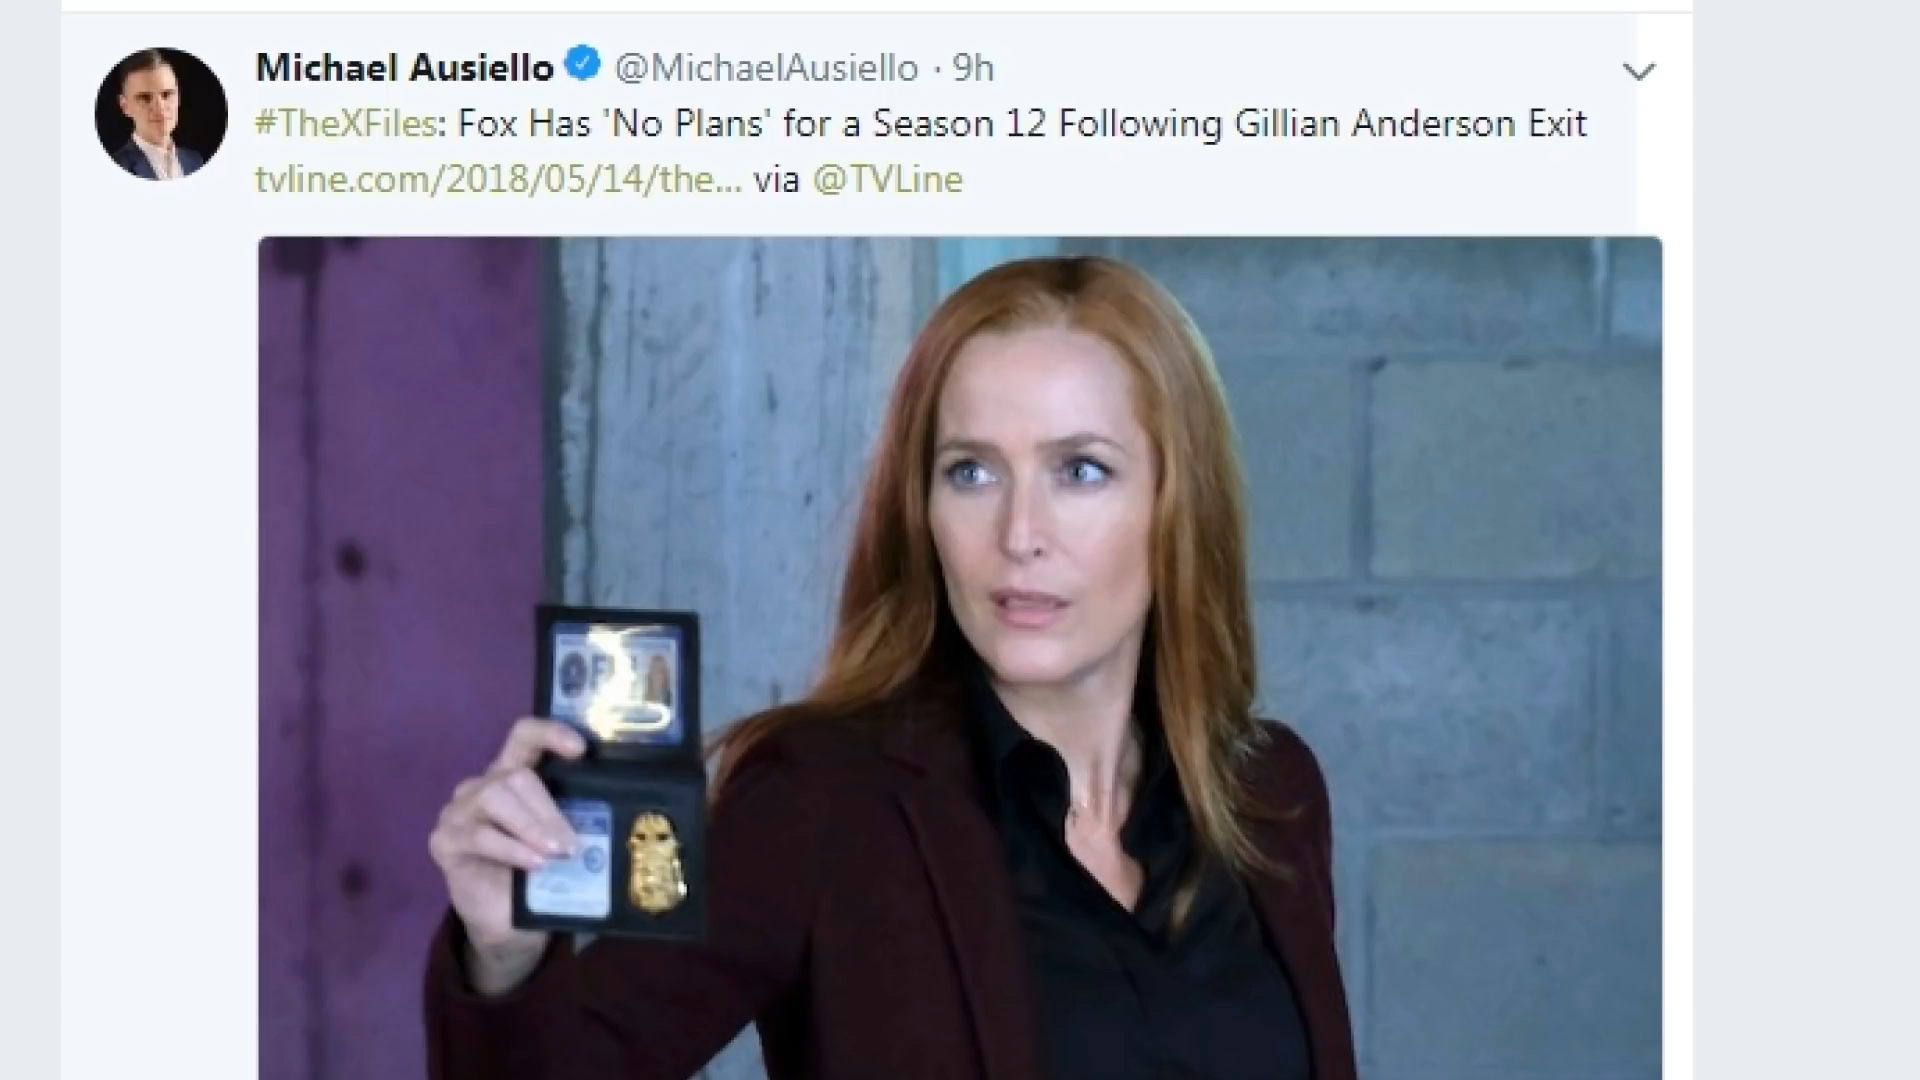 Michael Ausiello @MichaelAusiello · 9h
#TheXFiles: Fox Has 'No Plans' for a Season 12 Following Gillian Anderson Exit
tvline.com/2018/05/14/the... via @TVLine